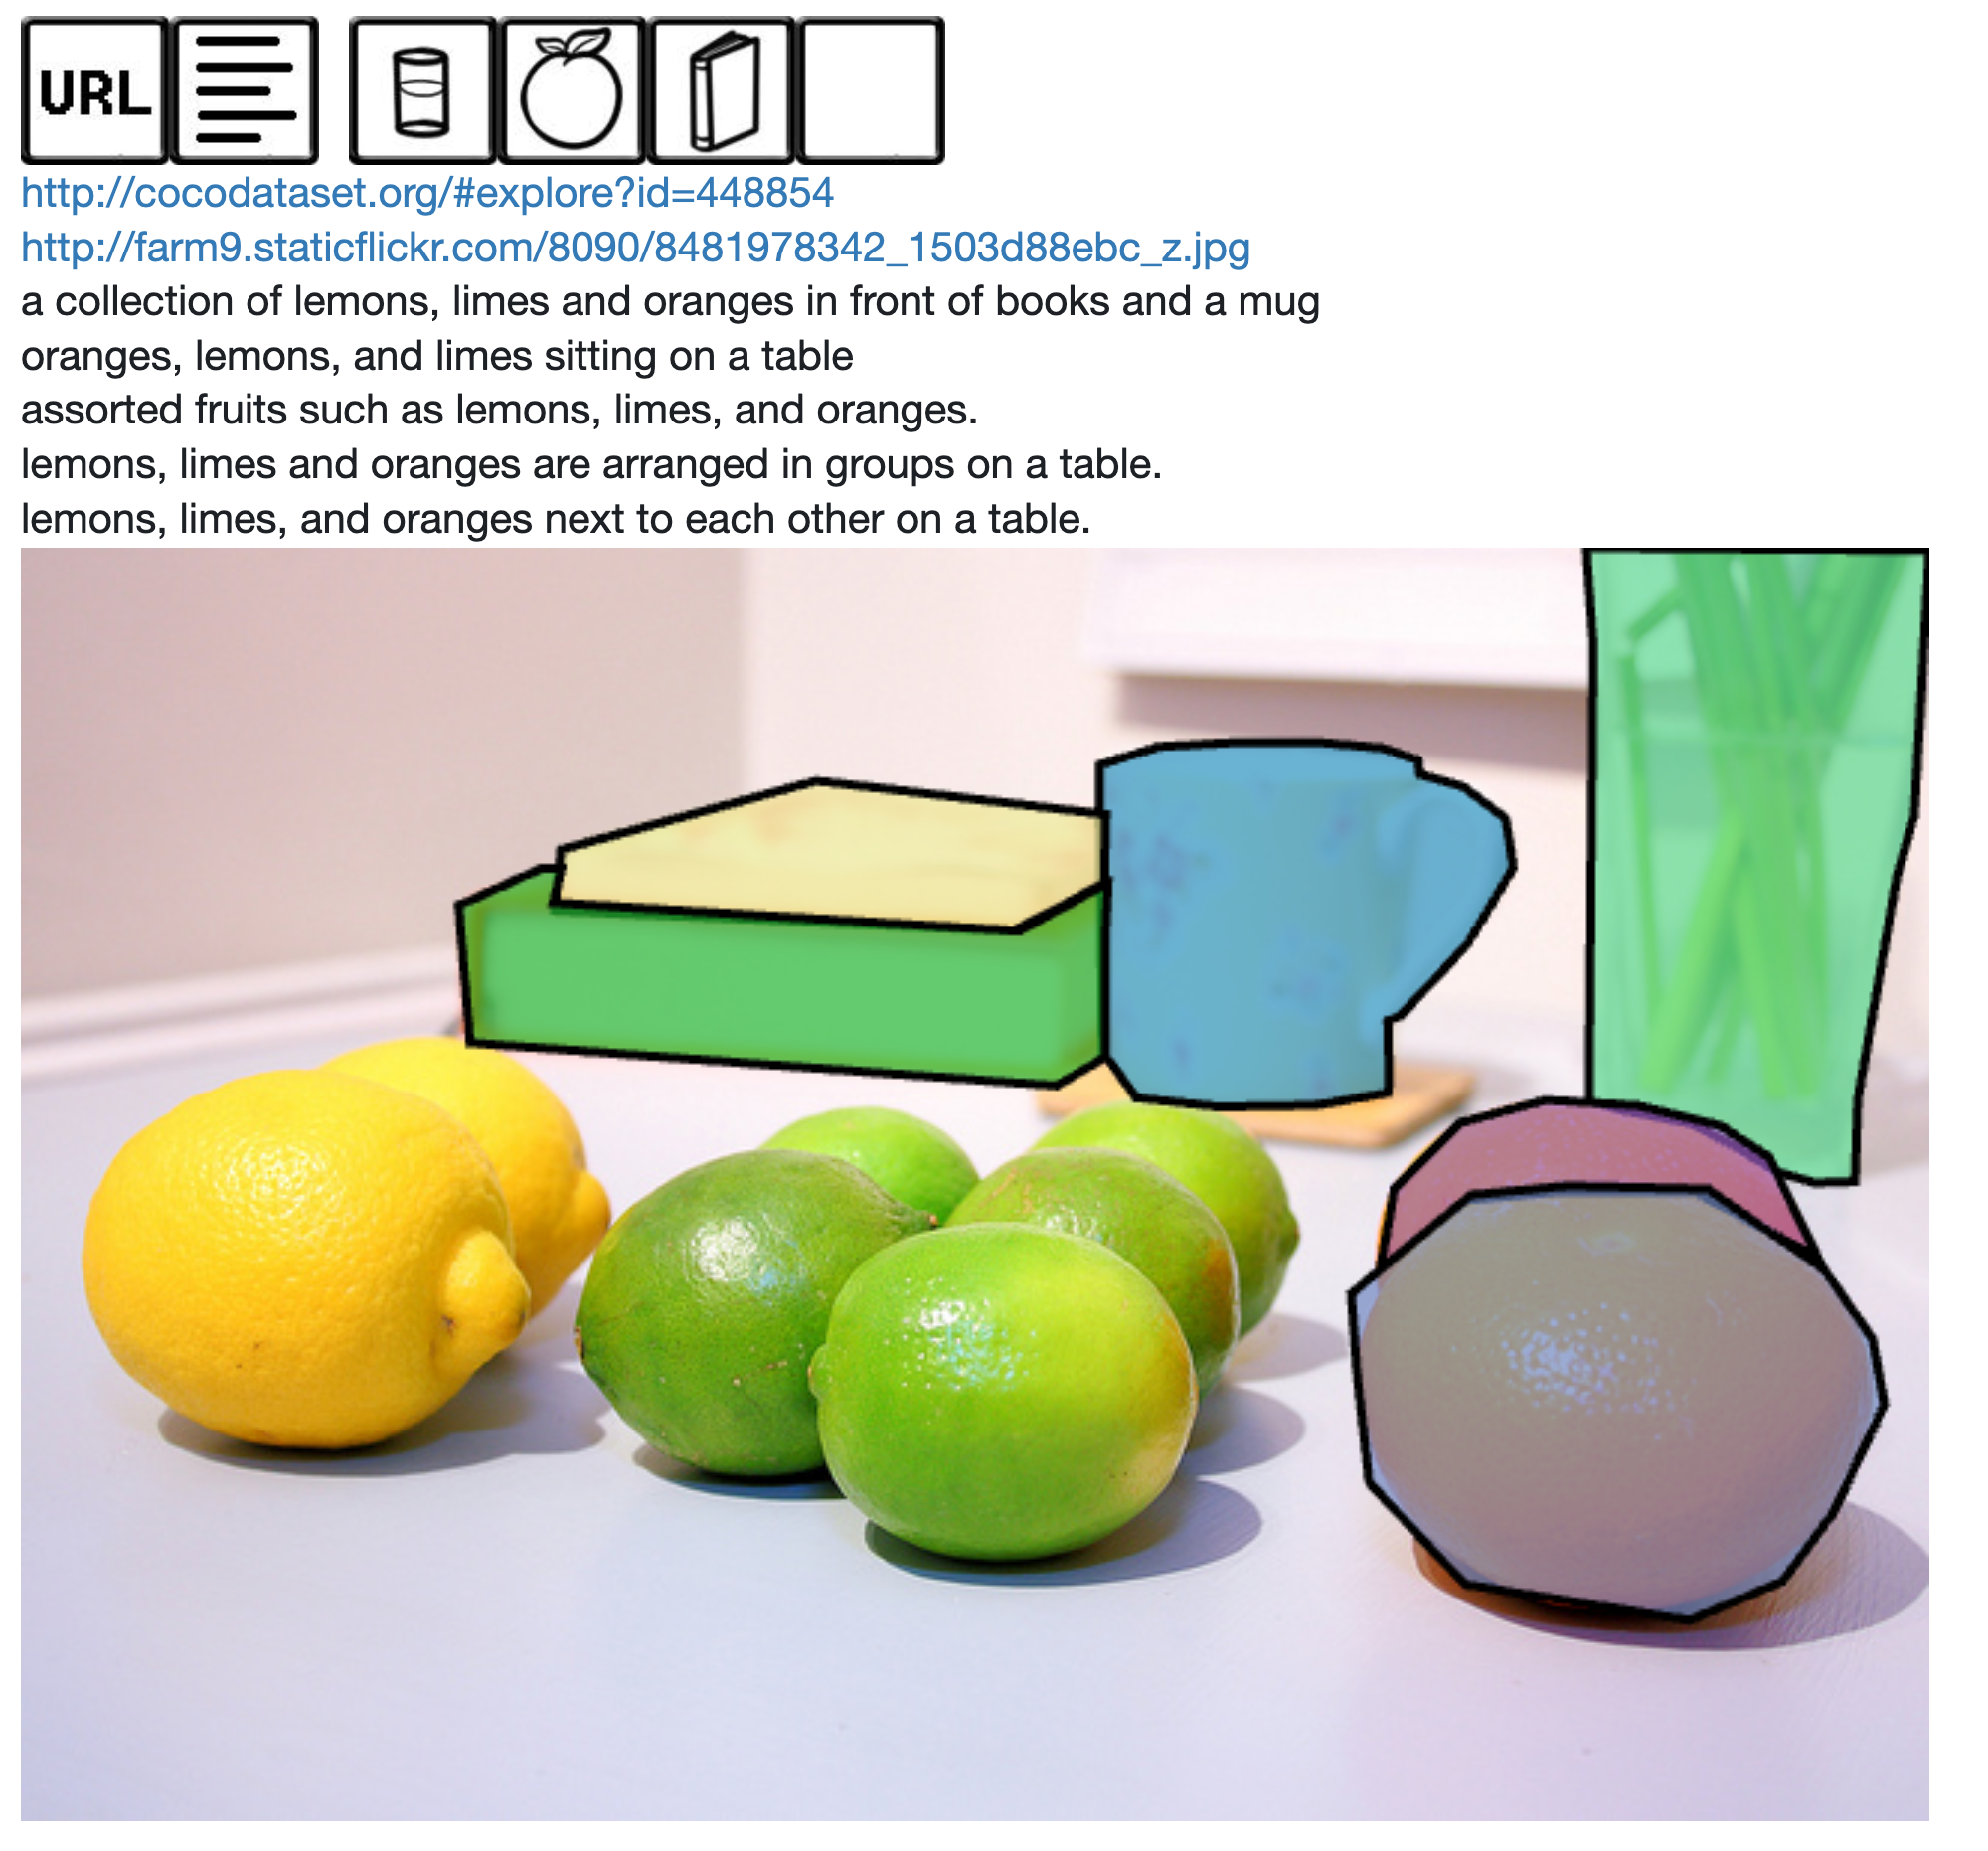 URL
http://cocodataset.org/#explore?id=448854
http://farm9.staticflickr.com/8090/8481978342_1503d88ebc_z.jpg
a collection of lemons, limes and oranges in front of books and a mug
oranges, lemons, and limes sitting on a table
assorted fruits such as lemons, limes, and oranges.
lemons, limes and oranges are arranged in groups on a table.
lemons, limes, and oranges next to each other on a table.